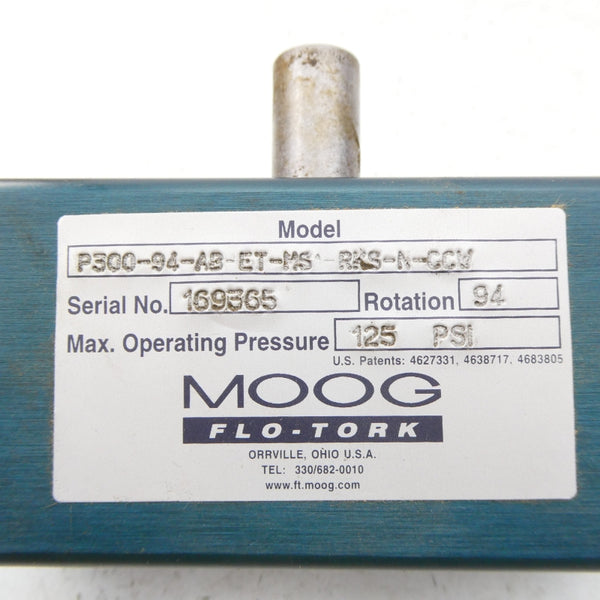 Model
P300-94-AB-ET-MS-RKS-N-CCW
Serial No. 169365 Rotation 94
Max. Operating Pressure 125 PSI
U.S. Patents: 4627331, 4638717, 4683805
MOOG
FLO-TORK
ORRVILLE, OHIO U.S.A.
TEL: 330/682-0010
www.ft.moog.com